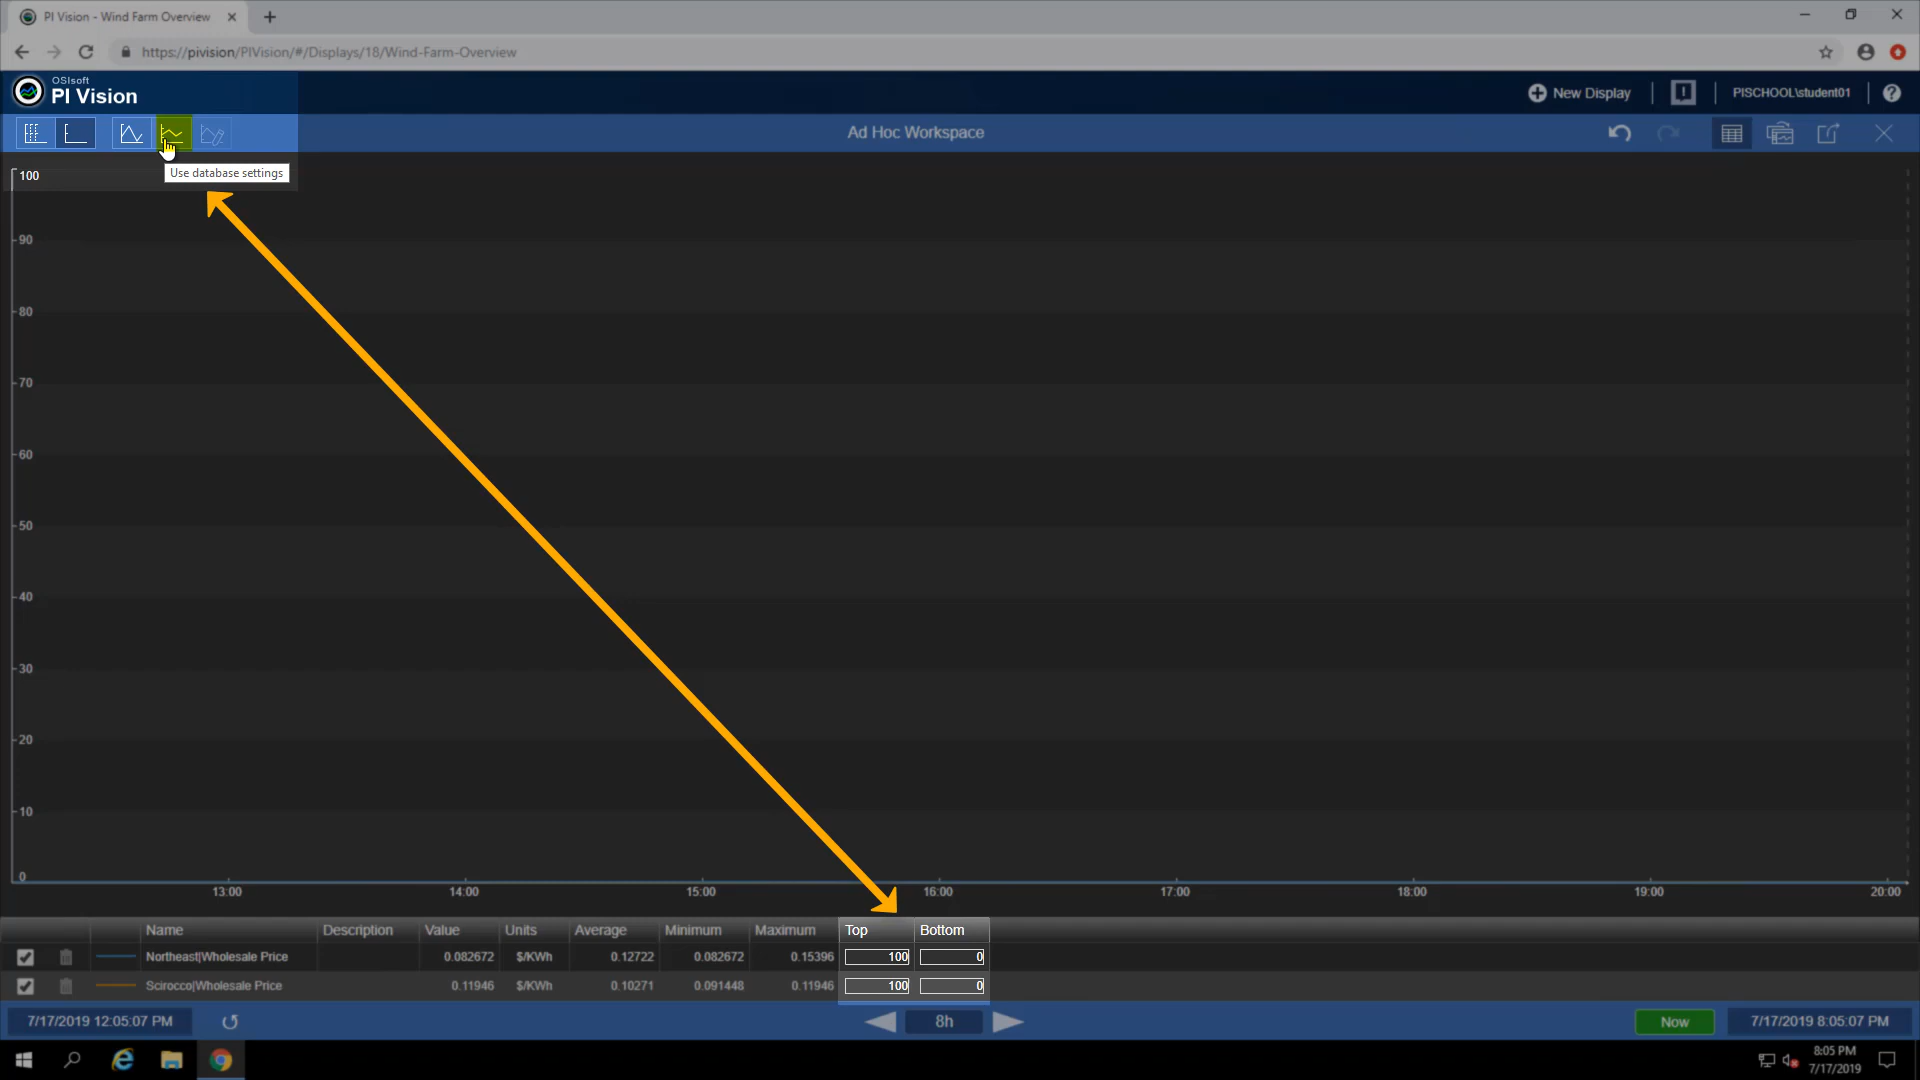 PI Vision - Wind Farm Overview
https://pivision/PIVision/#/Displays/18/Wind-Farm-Overview
OSIsoft
PI Vision
New Display
PISCHOOL\student01
Ad Hoc Workspace
Use database settings
100
90
80
70
60
50
40
30
20
10
0
13:00 14:00 15:00 16:00 17:00 18:00 19:00 20:00
Name Description Value Units Average Minimum Maximum Top Bottom
Northeast|Wholesale Price 0.082672 $/KWh 0.12722 0.082672 0.15396 100 0
Scirocco|Wholesale Price 0.11946 $/KWh 0.10271 0.091448 0.11946 100 0
7/17/2019 12:05:07 PM 8h Now 7/17/2019 8:05:07 PM
8:05 PM
7/17/2019